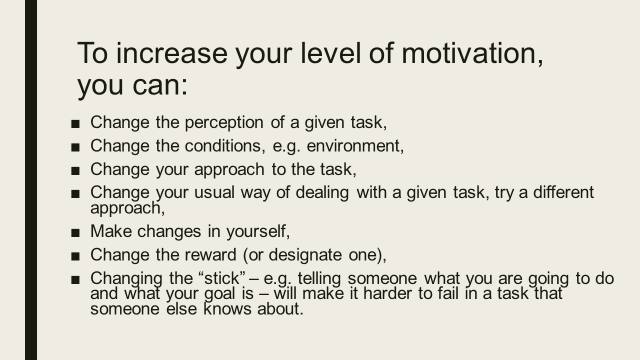 To increase your level of motivation,
you can:
■ Change the perception of a given task,
■ Change the conditions, e.g. environment,
■ Change your approach to the task,
■ Change your usual way of dealing with a given task, try a different
approach,
■ Make changes in yourself,
■ Change the reward (or designate one),
■ Changing the “stick” – e.g. telling someone what you are going to do
and what your goal is – will make it harder to fail in a task that
someone else knows about.